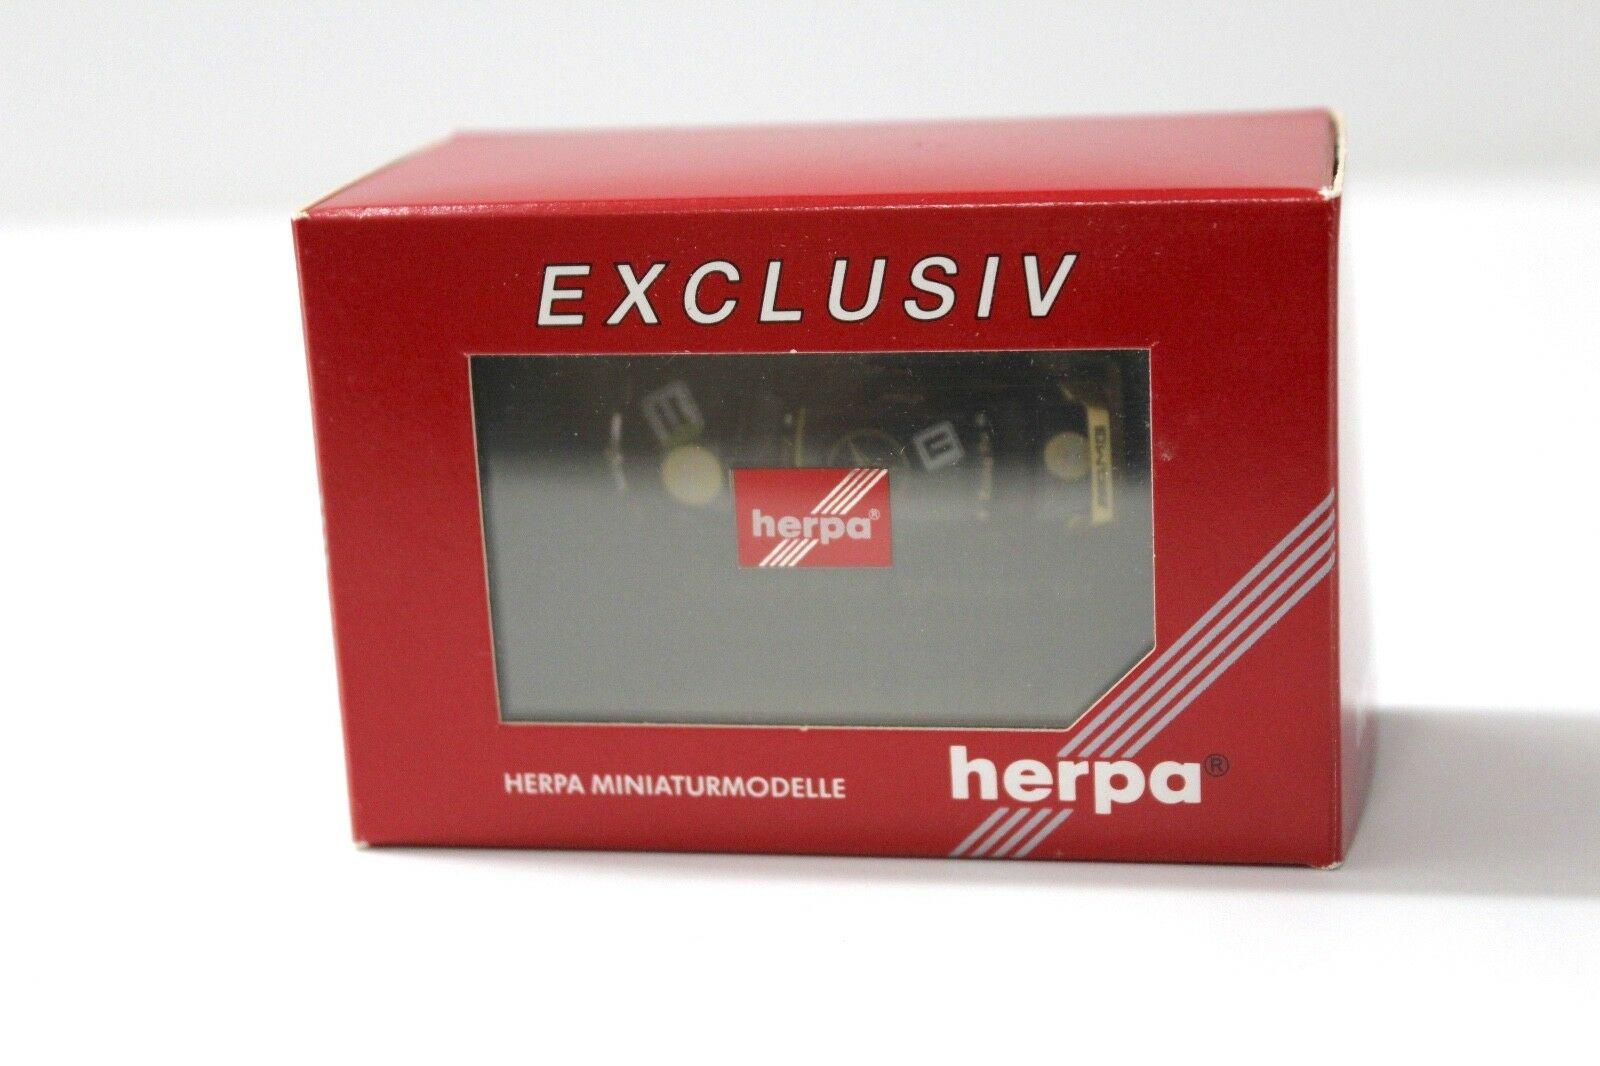 EXCLUSIV
E
E
herpa®
HERPA MINIATURMODELLE
herpa®